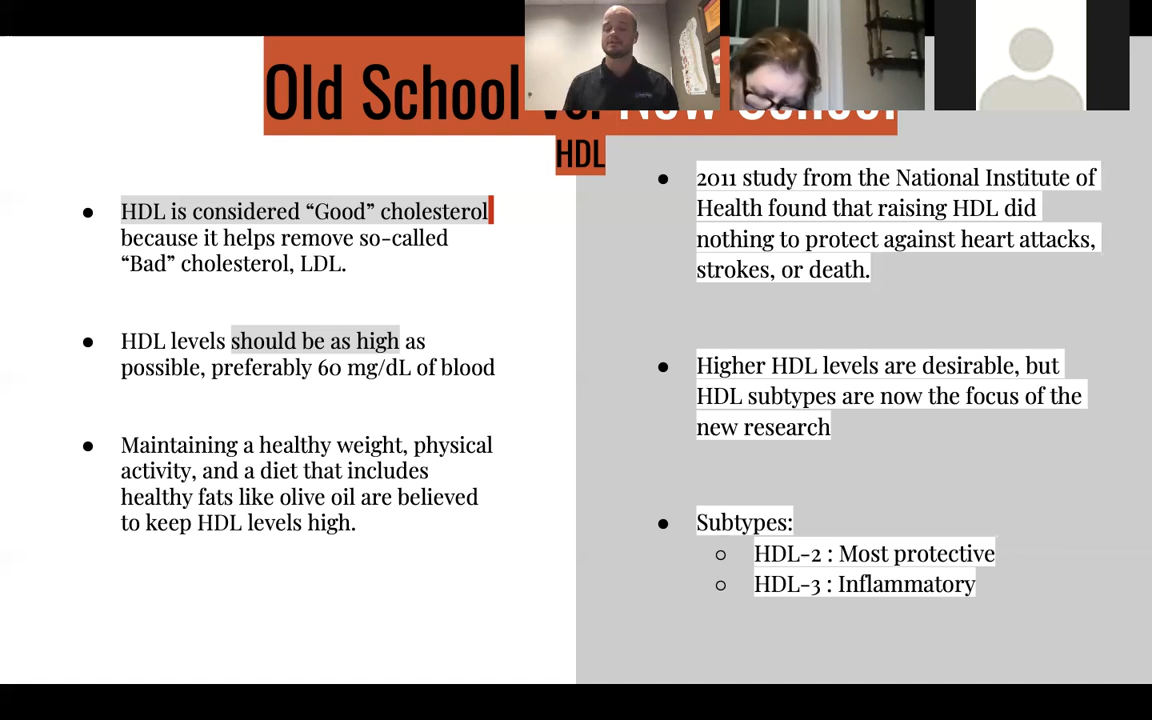 Old School
HDL
HDL is considered “Good” cholesterol
because it helps remove so-called
“Bad” cholesterol, LDL.
HDL levels should be as high as
possible, preferably 60 mg/dL of blood
Maintaining a healthy weight, physical
activity, and a diet that includes
healthy fats like olive oil are believed
to keep HDL levels high.
2011 study from the National Institute of
Health found that raising HDL did
nothing to protect against heart attacks,
strokes, or death.
Higher HDL levels are desirable, but
HDL subtypes are now the focus of the
new research
Subtypes:
HDL-2 : Most protective
HDL-3 : Inflammatory